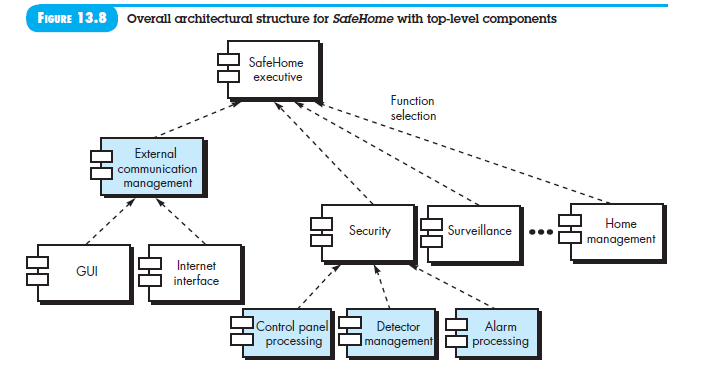 FIGURE 13.8 Overall architectural structure for SafeHome with top-level components
SafeHome
executive
Function
selection
External
communication
management
Security
Surveillance
Home
management
GUI
Internet
interface
Control panel
processing
Detector
management
Alarm
processing